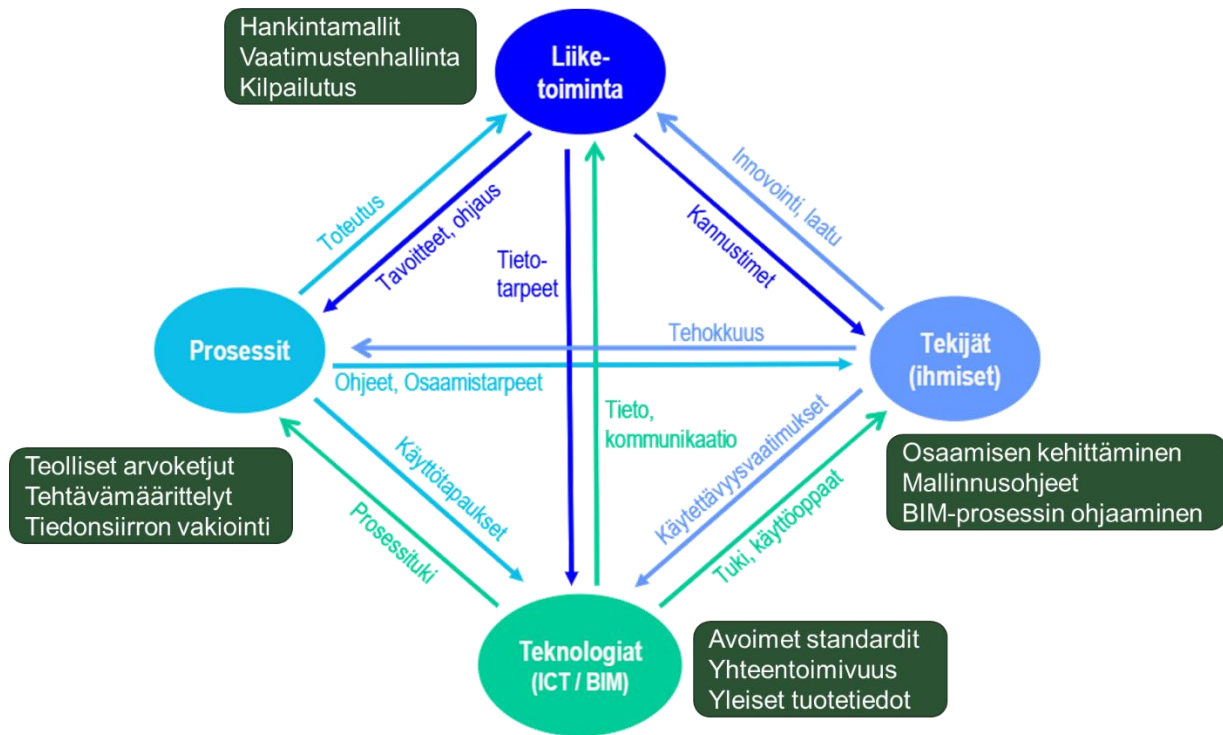 Hankintamallit
Vaatimustenhallinta
Kilpailutus
Liike-
toiminta
Toteutus
Tavoitteet, ohjaus
Tieto-
tarpeet
Kannustimet
Innovointi, laatu
Prosessit
Tehokkuus
Ohjeet, Osaamistarpeet
Tekijät
(ihmiset)
Tieto,
kommunikaatio
Teolliset arvoketjut
Tehtävämäärittelyt
Tiedonsiirron vakiointi
Käyttötapaukset
Prosessituki
Käytettävyysvaatimukset
Tuki, käyttöoppaat
Osaamisen kehittäminen
Mallinnusohjeet
BIM-prosessin ohjaaminen
Teknologiat
(ICT / BIM)
Avoimet standardit
Yhteentoimivuus
Yleiset tuotetiedot